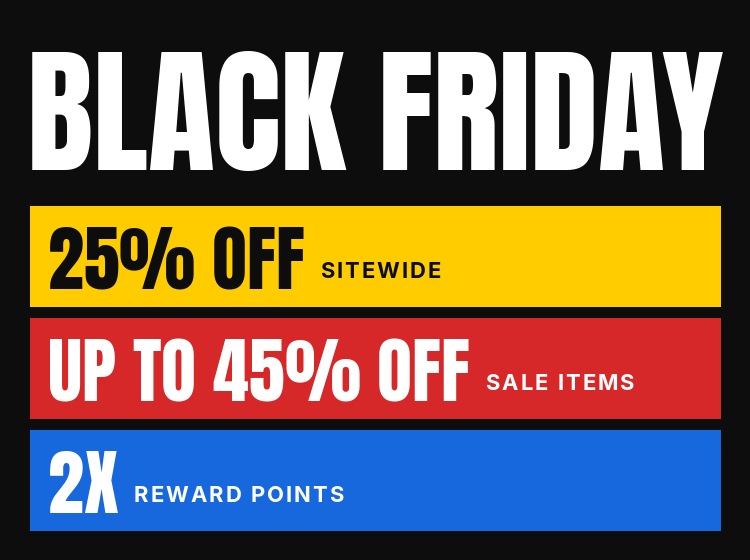 BLACK FRIDAY
25% OFF SITEWIDE
UP TO 45% OFF SALE ITEMS
2X REWARD POINTS